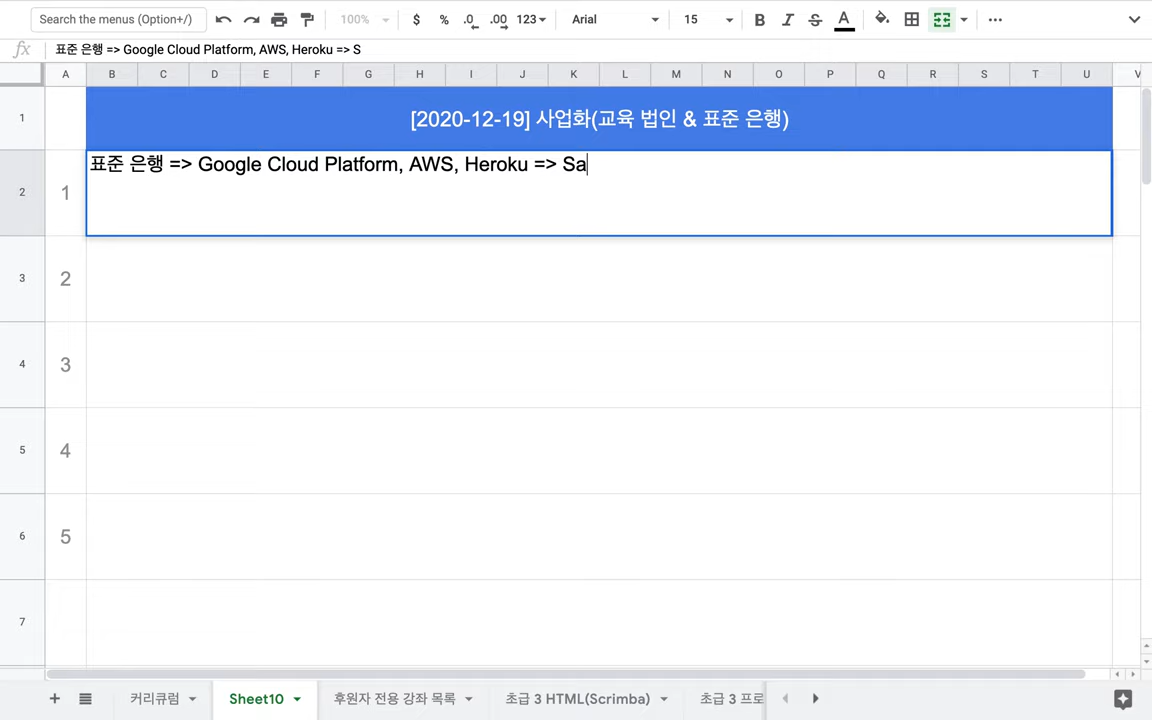 Search the menus (Option+/)
100%
$ % .0 .00 123
Arial
15
B I S A
fx 표준 은행 => Google Cloud Platform, AWS, Heroku => S
A B C D E F G H I J K L M N O P Q R S T U V
1 [2020-12-19] 사업화(교육 법인 & 표준 은행)
2 1 표준 은행 => Google Cloud Platform, AWS, Heroku => Sa
3 2
4 3
5 4
6 5
7
커리큘럼 Sheet10 후원자 전용 강좌 목록 초급 3 HTML(Scrimba) 초급 3 프로